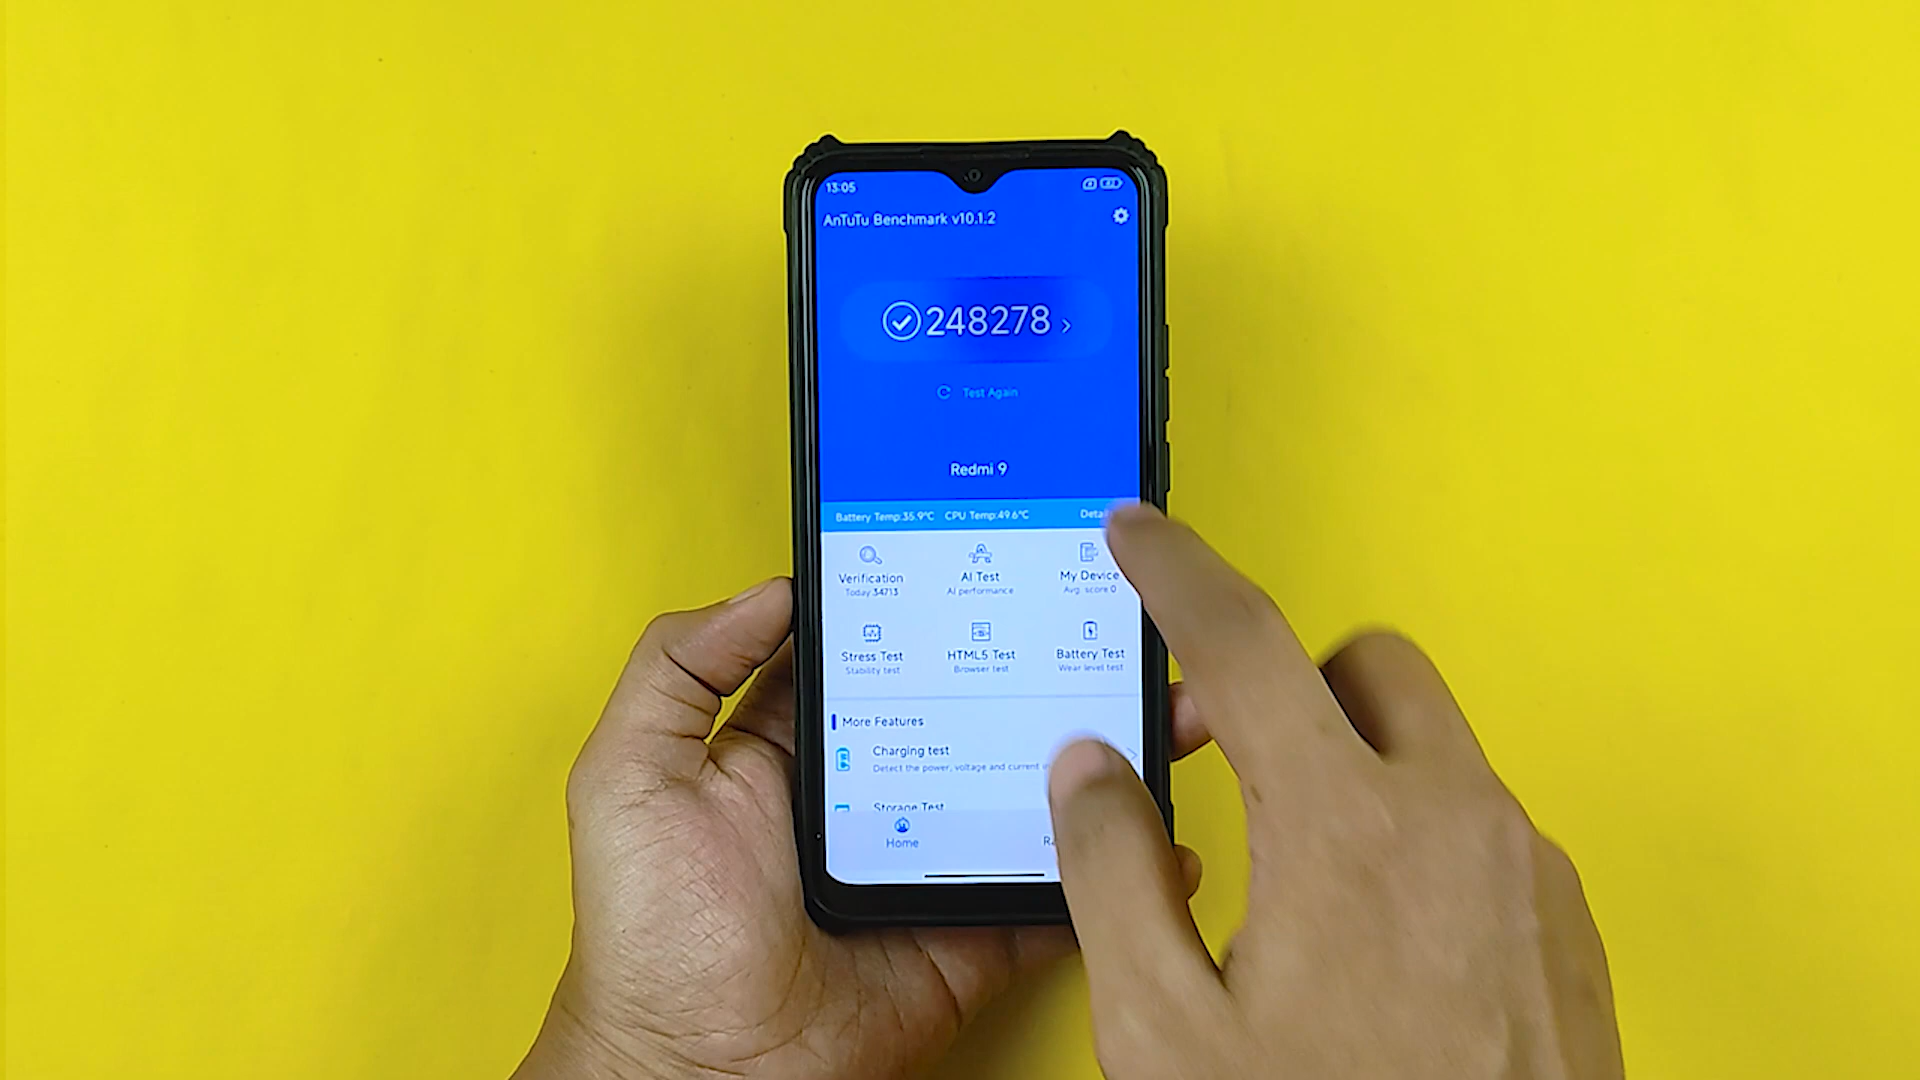 13:05
AnTuTu Benchmark v10.1.2
248278
Test Again
Redmi 9
Battery Temp:35.9°C CPU Temp:49.6°C
Verification AI Test My Device
Today:34713 AI performance Avg. score 0
Stress Test HTML5 Test Battery Test
Stability test Browser test Wear level test
More Features
Charging test
Detect the power, voltage and current
Storage Test
Home